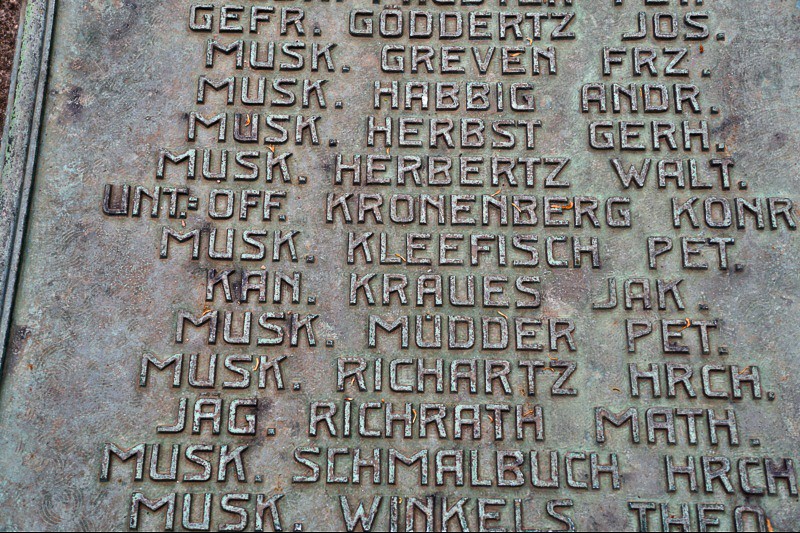 GEFR. GÖDDERTZ JOS.
MUSK. GREVEN FRZ.
MUSK. HABBIG ANDR.
MUSK. HERBST GERH.
MUSK. HERBERTZ WALT.
UNT.=OFF. KRONENBERG KONR
MUSK. KLEEFISCH PET.
KAN. KRAUES JAK.
MUSK. MÜDDER PET.
MUSK. RICHARTZ HRCH.
JÄG. RICHRATH MATH.
MUSK. SCHMALBUCH HRCH
MUSK. WINKELS THEO